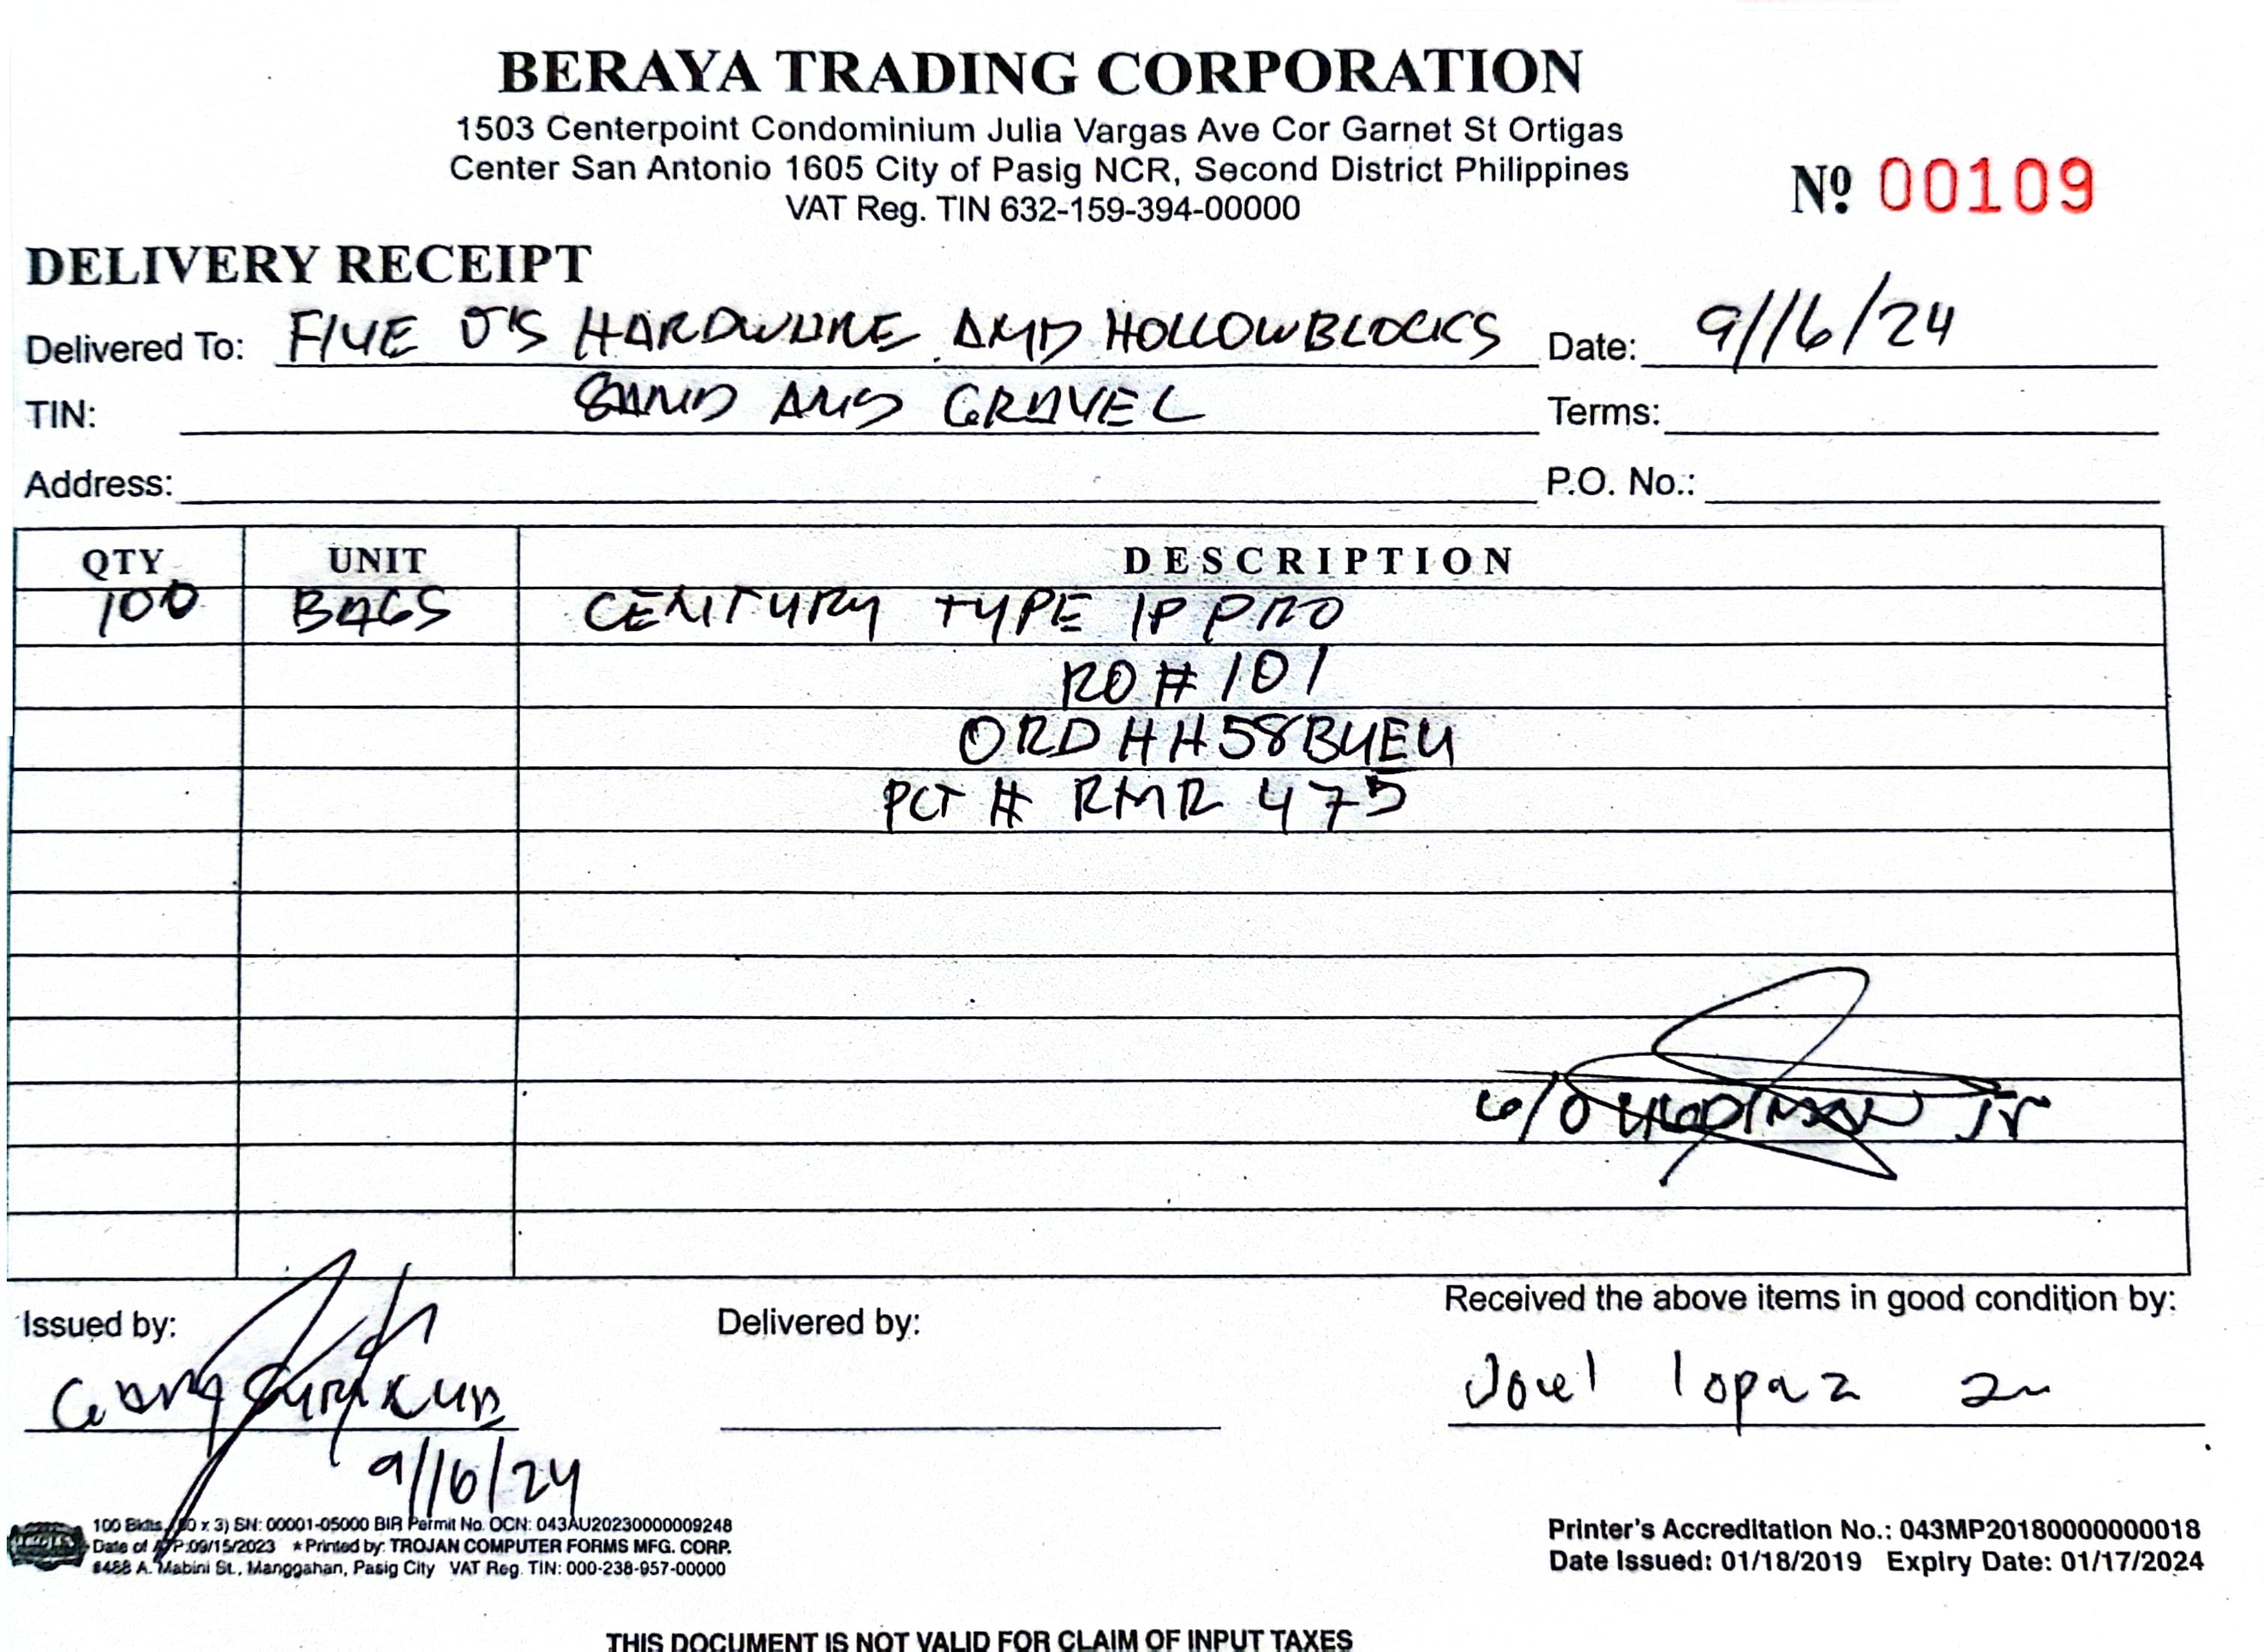 BERAYA TRADING CORPORATION
1503 Centerpoint Condominium Julia Vargas Ave Cor Garnet St Ortigas
Center San Antonio 1605 City of Pasig NCR, Second District Philippines
VAT Reg. TIN 632-159-394-00000
Nº 00109
DELIVERY RECEIPT
Delivered To: FIVE J'S HARDWARE AND HOLLOWBLOCKS Date: 9/16/24
TIN: SAND AND GRAVEL Terms:
Address: P.O. No.:
QTY UNIT DESCRIPTION
100 BAGS CENTURY TYPE 1P PRO
RO # 101
ORD # H58B4E4
PCT # RMR 475
Jr
Issued by: Delivered by: Received the above items in good condition by:
Joel lopaz
9/16/24
100 Bklts. x 3) SN: 00001-05000 BIR Permit No. OCN: 043AU20230000009248
Date of ATP:09/15/2023 * Printed by: TROJAN COMPUTER FORMS MFG. CORP.
#488 A. Mabini St., Manggahan, Pasig City VAT Reg. TIN: 000-238-957-00000
Printer's Accreditation No.: 043MP20180000000018
Date Issued: 01/18/2019 Expiry Date: 01/17/2024
THIS DOCUMENT IS NOT VALID FOR CLAIM OF INPUT TAXES